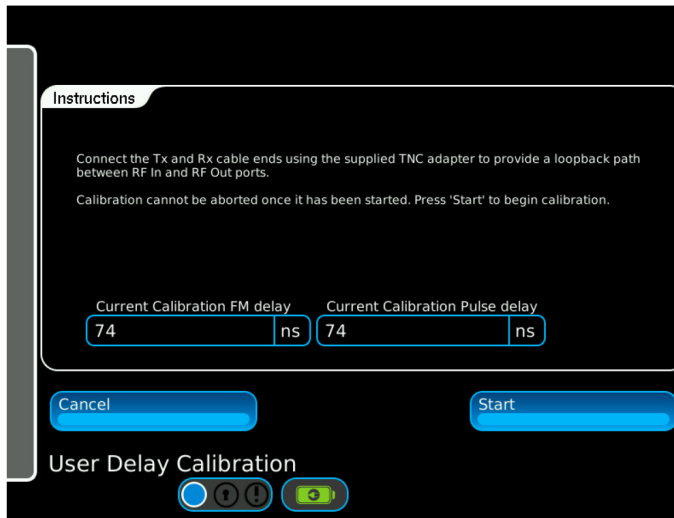 Instructions
Connect the Tx and Rx cable ends using the supplied TNC adapter to provide a loopback path
between RF In and RF Out ports.
Calibration cannot be aborted once it has been started. Press 'Start' to begin calibration.
Current Calibration FM delay
Current Calibration Pulse delay
74 ns
74 ns
Cancel
Start
User Delay Calibration